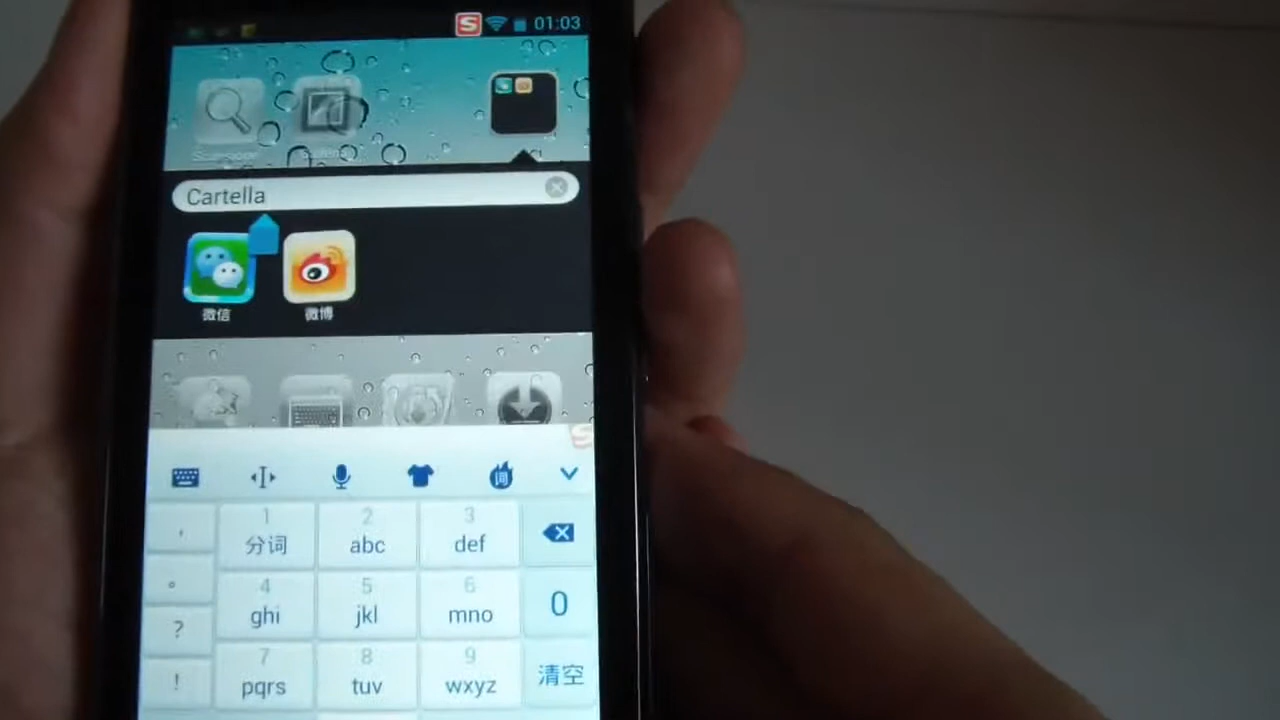 S 01:03
Cartella
微信 微博
词
， 1 2 3
分词 abc def
。 4 5 6 0
ghi jkl mno
? 7 8 9
! pqrs tuv wxyz 清空